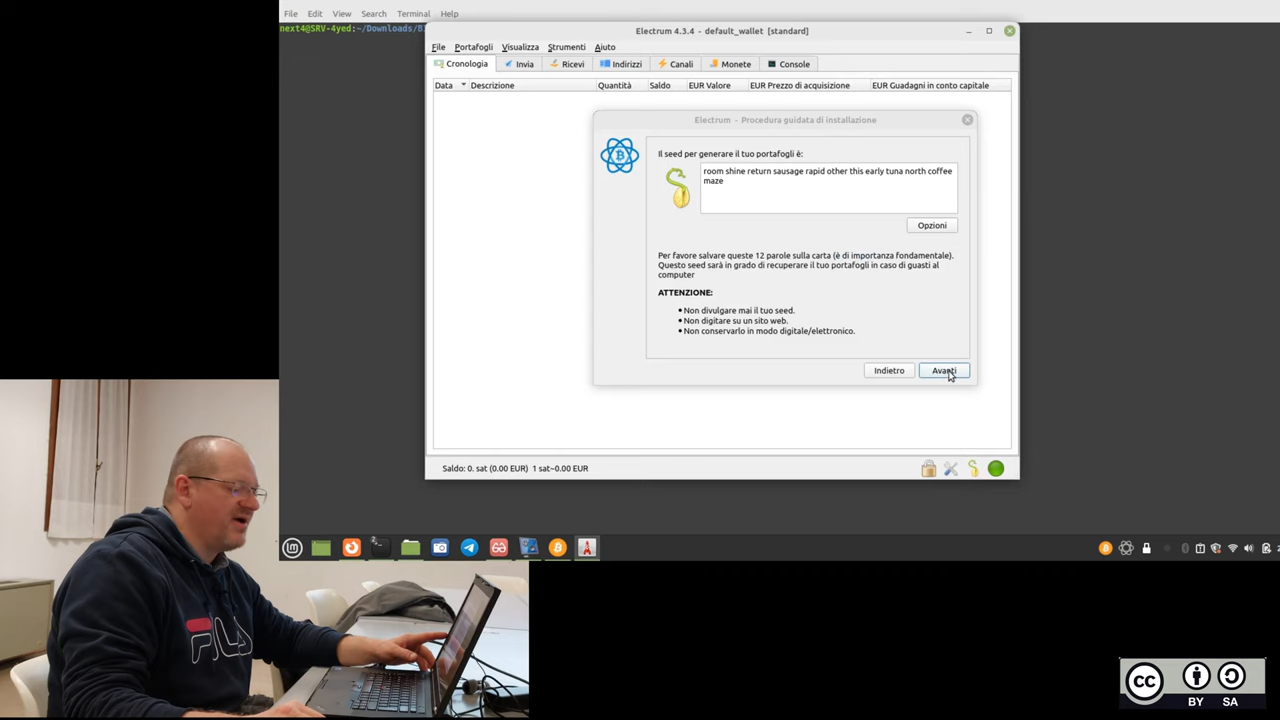 File Edit View Search Terminal Help
next4@SRV-4yed:~/Downloads/B
Electrum 4.3.4 - default_wallet [standard]
File Portafogli Visualizza Strumenti Aiuto
Cronologia Invia Ricevi Indirizzi Canali Monete Console
Data Descrizione Quantità Saldo EUR Valore EUR Prezzo di acquisizione EUR Guadagni in conto capitale
Electrum - Procedura guidata di installazione
Il seed per generare il tuo portafogli è:
room shine return sausage rapid other this early tuna north coffee
maze
Opzioni
Per favore salvare queste 12 parole sulla carta (è di importanza fondamentale).
Questo seed sarà in grado di recuperare il tuo portafogli in caso di guasti al
computer
ATTENZIONE:
• Non divulgare mai il tuo seed.
• Non digitare su un sito web.
• Non conservarlo in modo digitale/elettronico.
Indietro Avanti
Saldo: 0. sat (0.00 EUR) 1 sat~0.00 EUR
FILA
CC BY SA